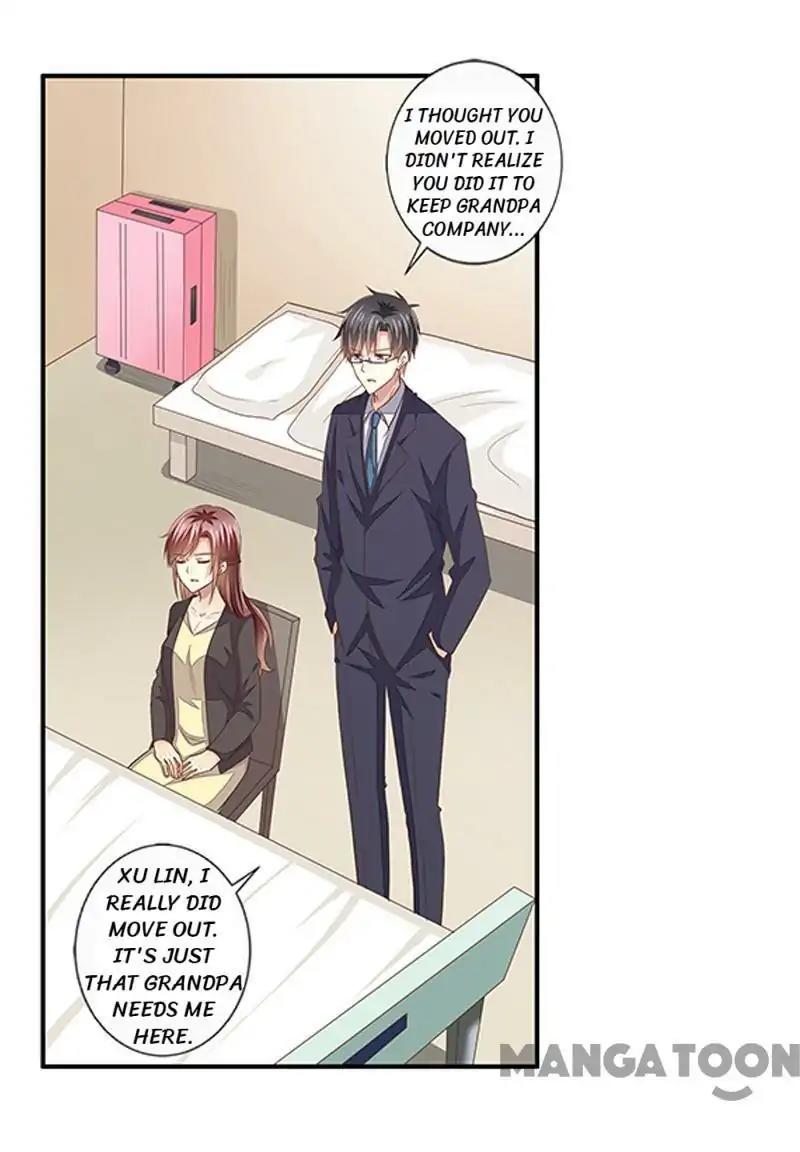 I THOUGHT YOU
MOVED OUT. I
DIDN'T REALIZE
YOU DID IT TO
KEEP GRANDPA
COMPANY...
XU LIN, I
REALLY DID
MOVE OUT.
IT'S JUST
THAT GRANDPA
NEEDS ME
HERE.
MANGATOON